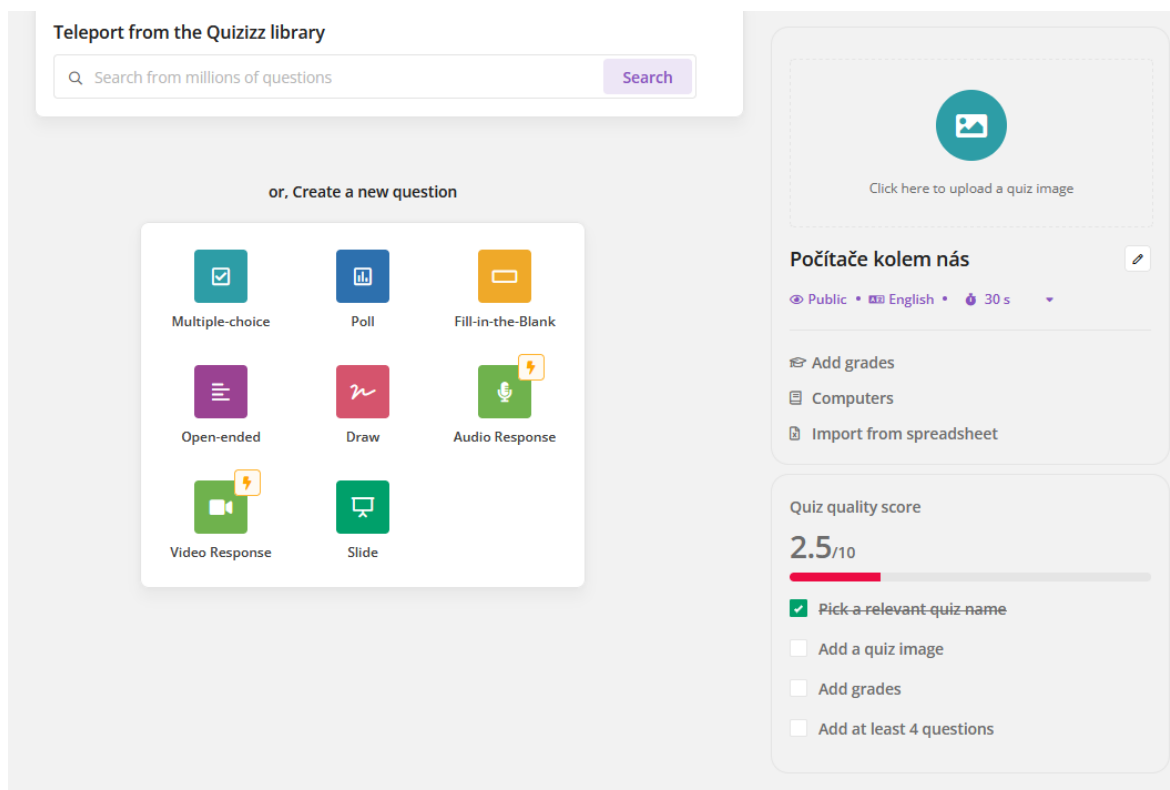 Teleport from the Quizizz library
Search from millions of questions
Search
or, Create a new question
Multiple-choice
Poll
Fill-in-the-Blank
Open-ended
Draw
Audio Response
Video Response
Slide
Click here to upload a quiz image
Počítače kolem nás
Public • English • 30 s
Add grades
Computers
Import from spreadsheet
Quiz quality score
2.5/10
Pick a relevant quiz name
Add a quiz image
Add grades
Add at least 4 questions